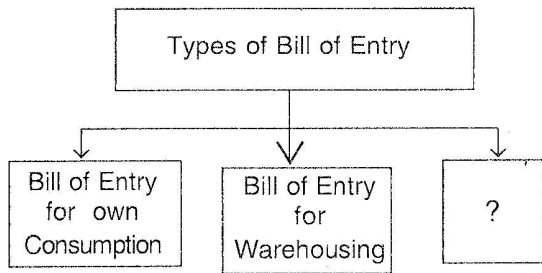 Types of Bill of Entry
Bill of Entry
for own
Consumption
Bill of Entry
for
Warehousing
?